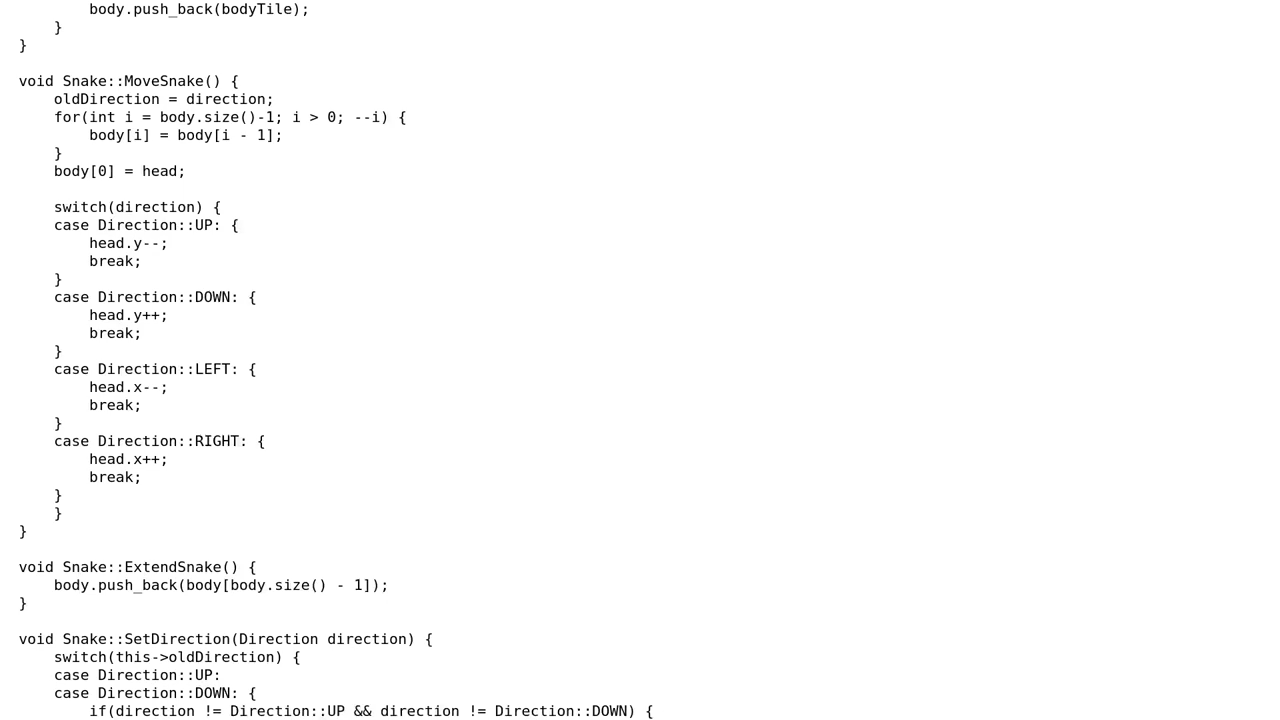 body.push_back(bodyTile);
    }
}

void Snake::MoveSnake() {
    oldDirection = direction;
    for(int i = body.size()-1; i > 0; --i) {
        body[i] = body[i - 1];
    }
    body[0] = head;

    switch(direction) {
    case Direction::UP: {
        head.y--;
        break;
    }
    case Direction::DOWN: {
        head.y++;
        break;
    }
    case Direction::LEFT: {
        head.x--;
        break;
    }
    case Direction::RIGHT: {
        head.x++;
        break;
    }
    }
}

void Snake::ExtendSnake() {
    body.push_back(body[body.size() - 1]);
}

void Snake::SetDirection(Direction direction) {
    switch(this->oldDirection) {
    case Direction::UP:
    case Direction::DOWN: {
        if(direction != Direction::UP && direction != Direction::DOWN) {